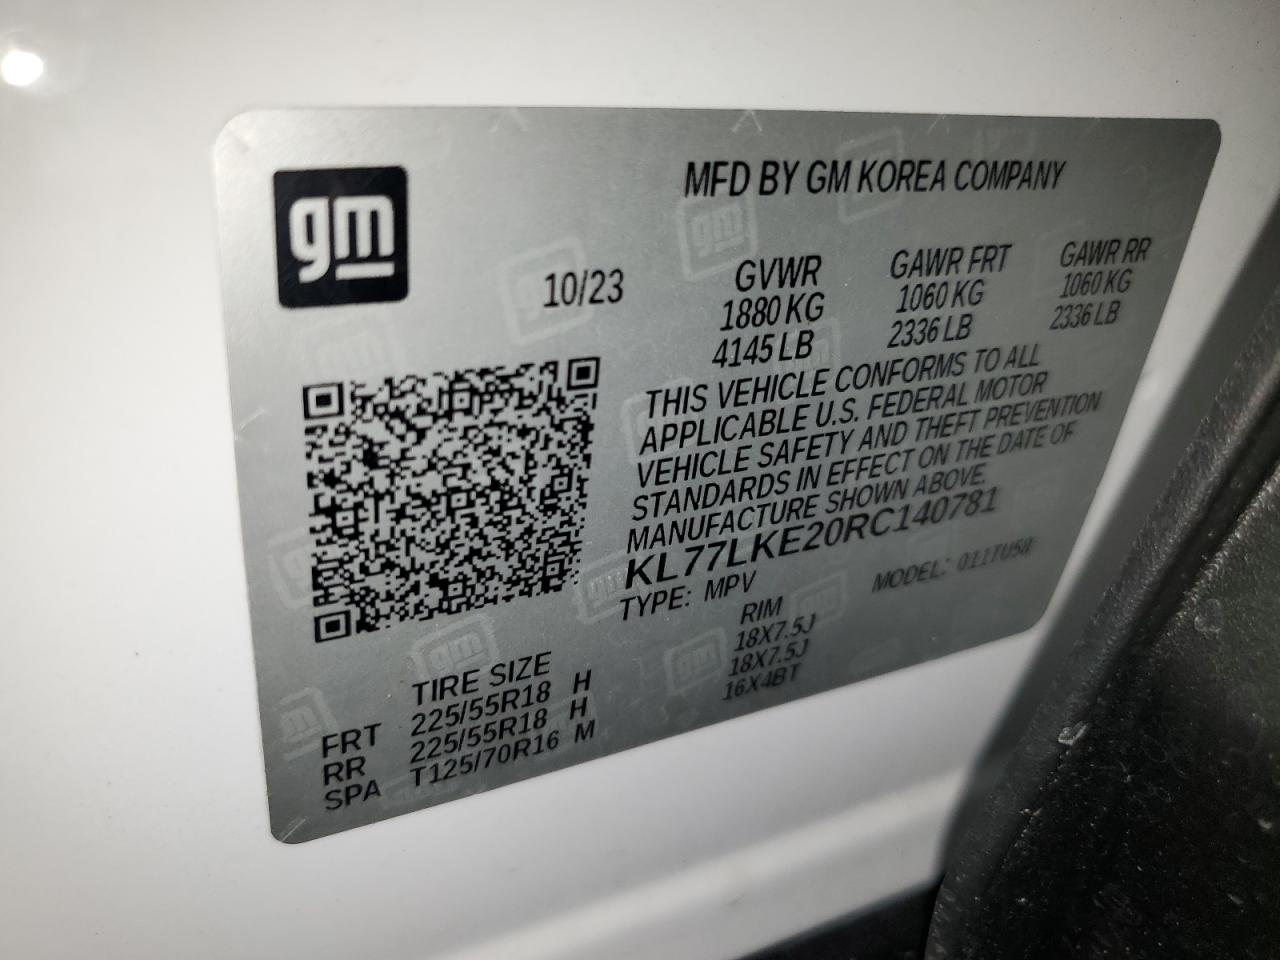 gm
MFD BY GM KOREA COMPANY
10/23
GVWR
1880 KG
4145 LB
GAWR FRT
1060 KG
2336 LB
GAWR RR
1060 KG
2336 LB
THIS VEHICLE CONFORMS TO ALL
APPLICABLE U.S. FEDERAL MOTOR
VEHICLE SAFETY AND THEFT PREVENTION
STANDARDS IN EFFECT ON THE DATE OF
MANUFACTURE SHOWN ABOVE.
KL77LKE20RC140781
TYPE: MPV
MODEL: 011TU58
TIRE SIZE RIM
FRT 225/55R18 H 18X7.5J
RR 225/55R18 H 18X7.5J
SPA T125/70R16 M 16X4BT